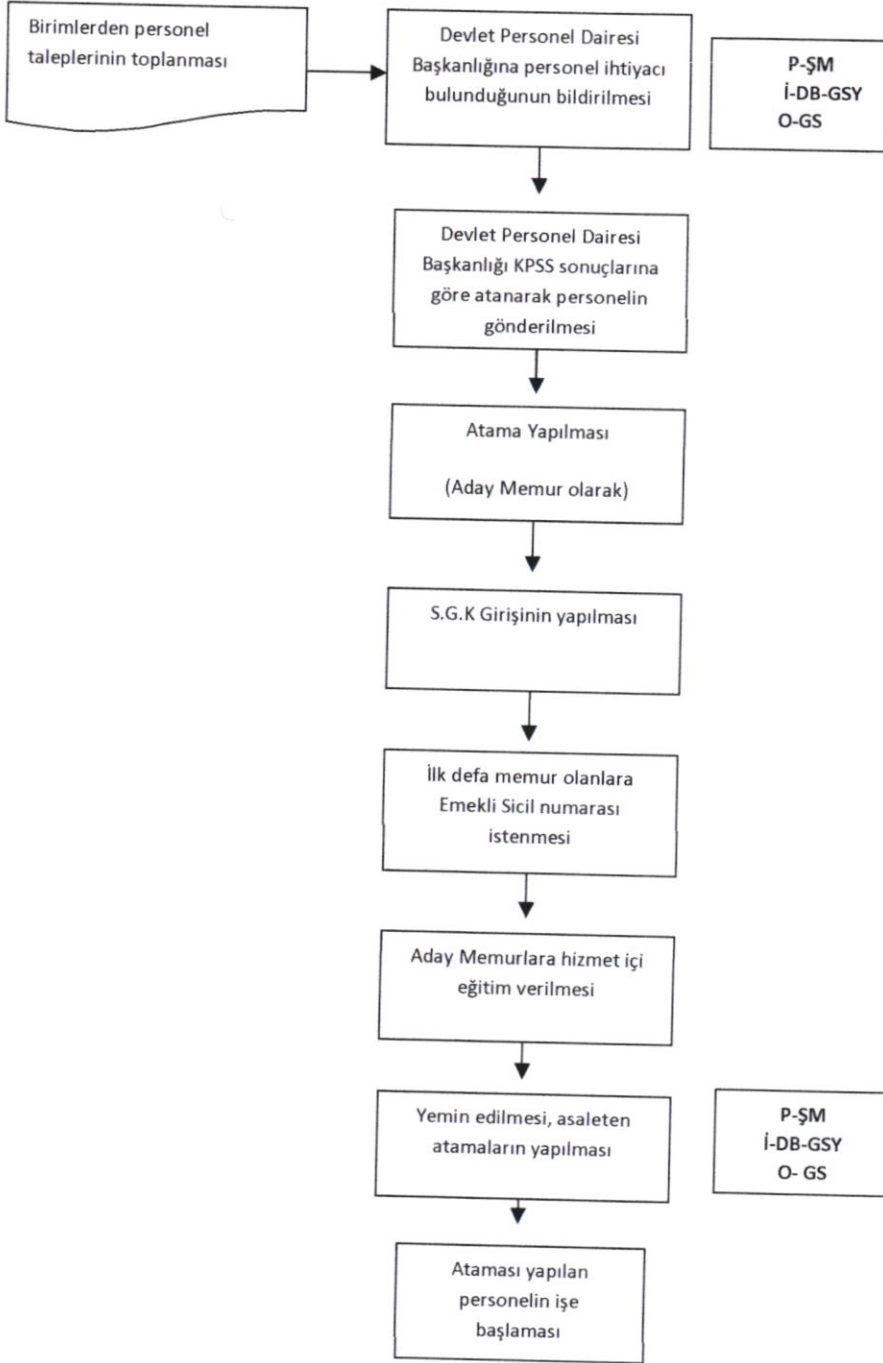 Birimlerden personel
taleplerinin toplanması
Devlet Personel Dairesi
Başkanlığına personel ihtiyacı
bulunduğunun bildirilmesi
P-ŞM
İ-DB-GSY
O-GS
Devlet Personel Dairesi
Başkanlığı KPSS sonuçlarına
göre atanarak personelin
gönderilmesi
Atama Yapılması
(Aday Memur olarak)
S.G.K Girişinin yapılması
İlk defa memur olanlara
Emekli Sicil numarası
istenmesi
Aday Memurlara hizmet içi
eğitim verilmesi
Yemin edilmesi, asaleten
atamaların yapılması
P-ŞM
İ-DB-GSY
O- GS
Ataması yapılan
personelin işe
başlaması